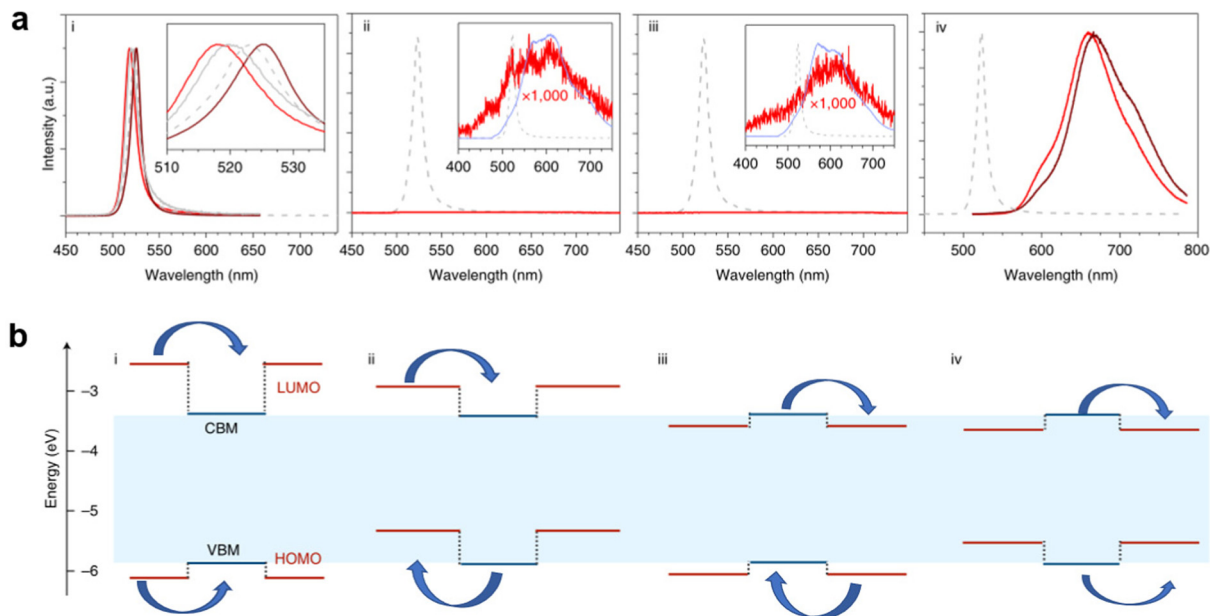 a
i
ii
iii
iv
Intensity (a.u.)
×1,000
×1,000
510 520 530
400 500 600 700
400 500 600 700
450 500 550 600 650 700
450 500 550 600 650 700
450 500 550 600 650 700
500 600 700 800
Wavelength (nm)
Wavelength (nm)
Wavelength (nm)
Wavelength (nm)
b
i
ii
iii
iv
Energy (eV)
–3
–4
–5
–6
LUMO
CBM
VBM
HOMO